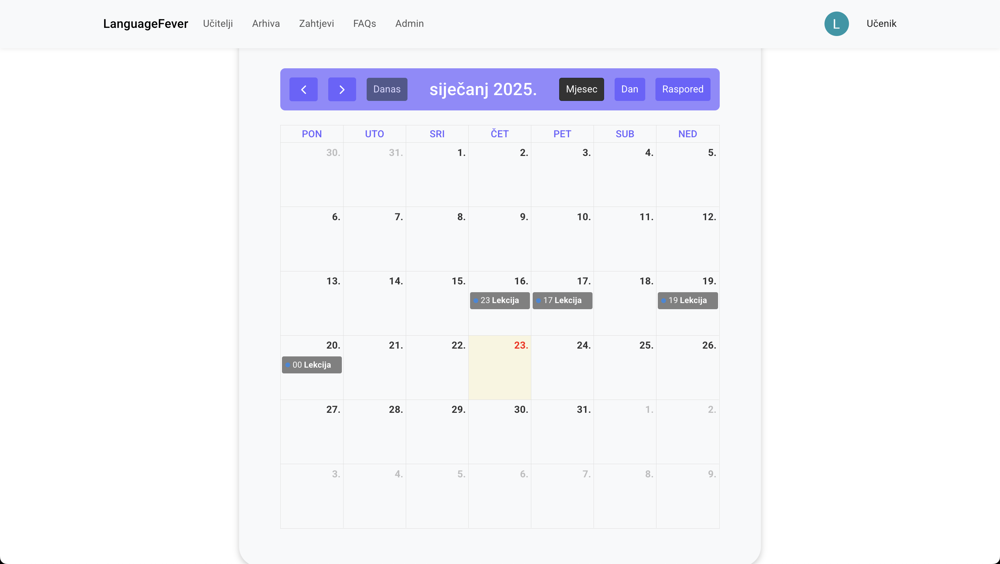 LanguageFever Učitelji Arhiva Zahtjevi FAQs Admin L Učenik
Danas siječanj 2025. Mjesec Dan Raspored
PON UTO SRI ČET PET SUB NED
30. 31. 1. 2. 3. 4. 5.
6. 7. 8. 9. 10. 11. 12.
13. 14. 15. 16. 17. 18. 19.
23 Lekcija 17 Lekcija 19 Lekcija
20. 21. 22. 23. 24. 25. 26.
00 Lekcija
27. 28. 29. 30. 31. 1. 2.
3. 4. 5. 6. 7. 8. 9.